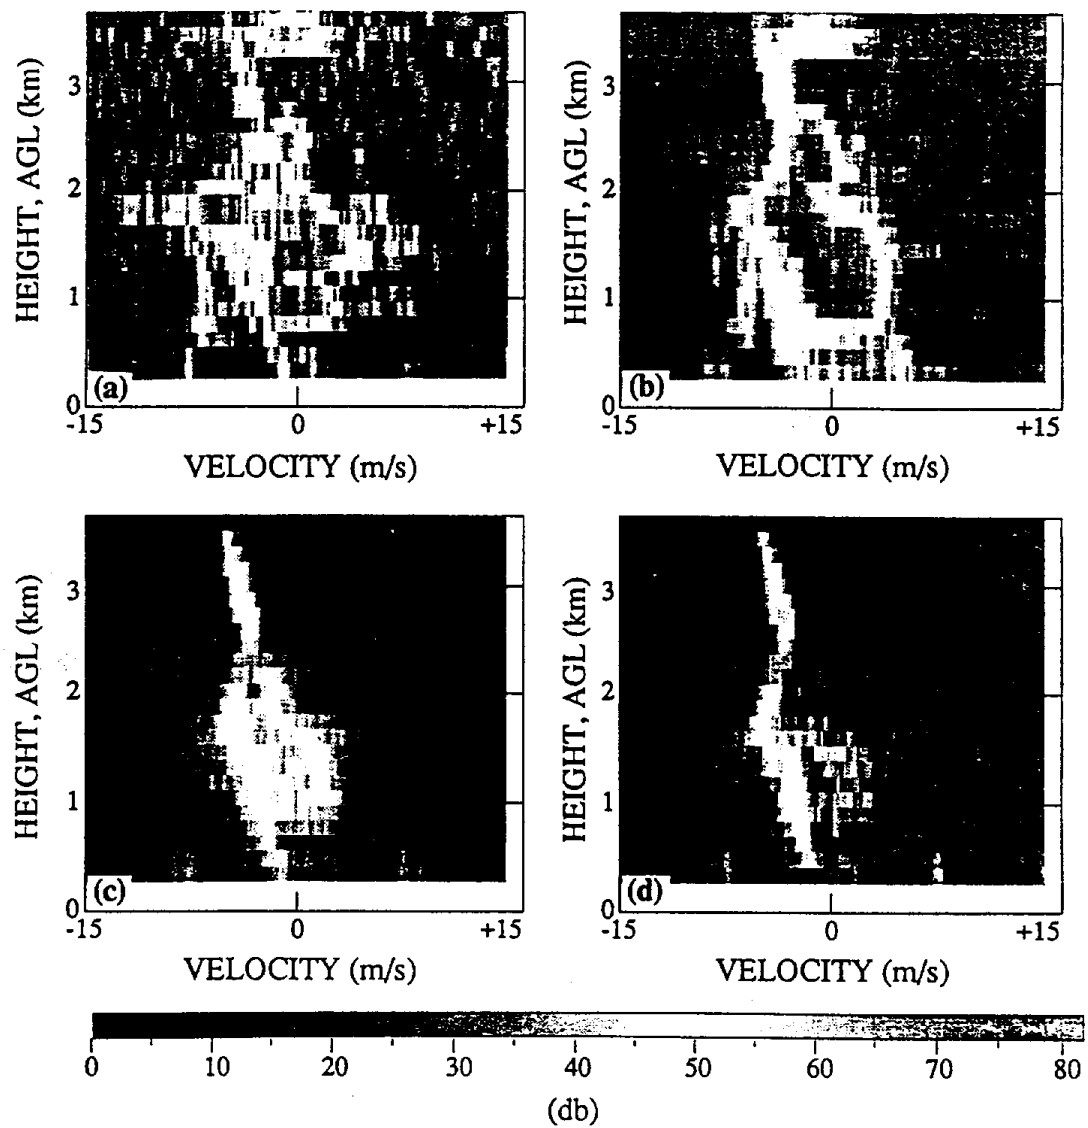 HEIGHT, AGL (km)
3
2
1
0
(a)
-15
0
+15
VELOCITY (m/s)
HEIGHT, AGL (km)
3
2
1
0
(b)
-15
0
+15
VELOCITY (m/s)
HEIGHT, AGL (km)
3
2
1
0
(c)
-15
0
+15
VELOCITY (m/s)
HEIGHT, AGL (km)
3
2
1
0
(d)
-15
0
+15
VELOCITY (m/s)
0 10 20 30 40 50 60 70 80
(db)